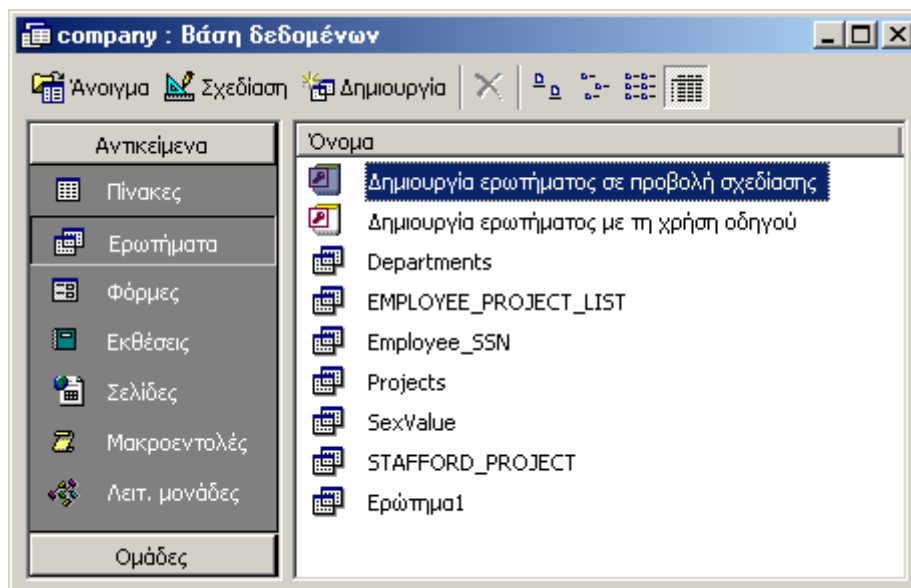 company : Βάση δεδομένων
Άνοιγμα Σχεδίαση Δημιουργία
Αντικείμενα
Πίνακες
Ερωτήματα
Φόρμες
Εκθέσεις
Σελίδες
Μακροεντολές
Λειτ. μονάδες
Ομάδες
Όνομα
Δημιουργία ερωτήματος σε προβολή σχεδίασης
Δημιουργία ερωτήματος με τη χρήση οδηγού
Departments
EMPLOYEE_PROJECT_LIST
Employee_SSN
Projects
SexValue
STAFFORD_PROJECT
Ερώτημα1